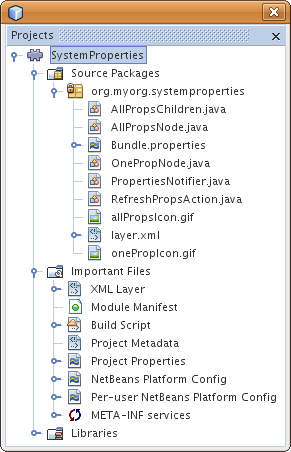 Projects
SystemProperties
Source Packages
org.myorg.systemproperties
AllPropsChildren.java
AllPropsNode.java
Bundle.properties
OnePropNode.java
PropertiesNotifier.java
RefreshPropsAction.java
allPropsIcon.gif
layer.xml
onePropIcon.gif
Important Files
XML Layer
Module Manifest
Build Script
Project Metadata
Project Properties
NetBeans Platform Config
Per-user NetBeans Platform Config
META-INF services
Libraries